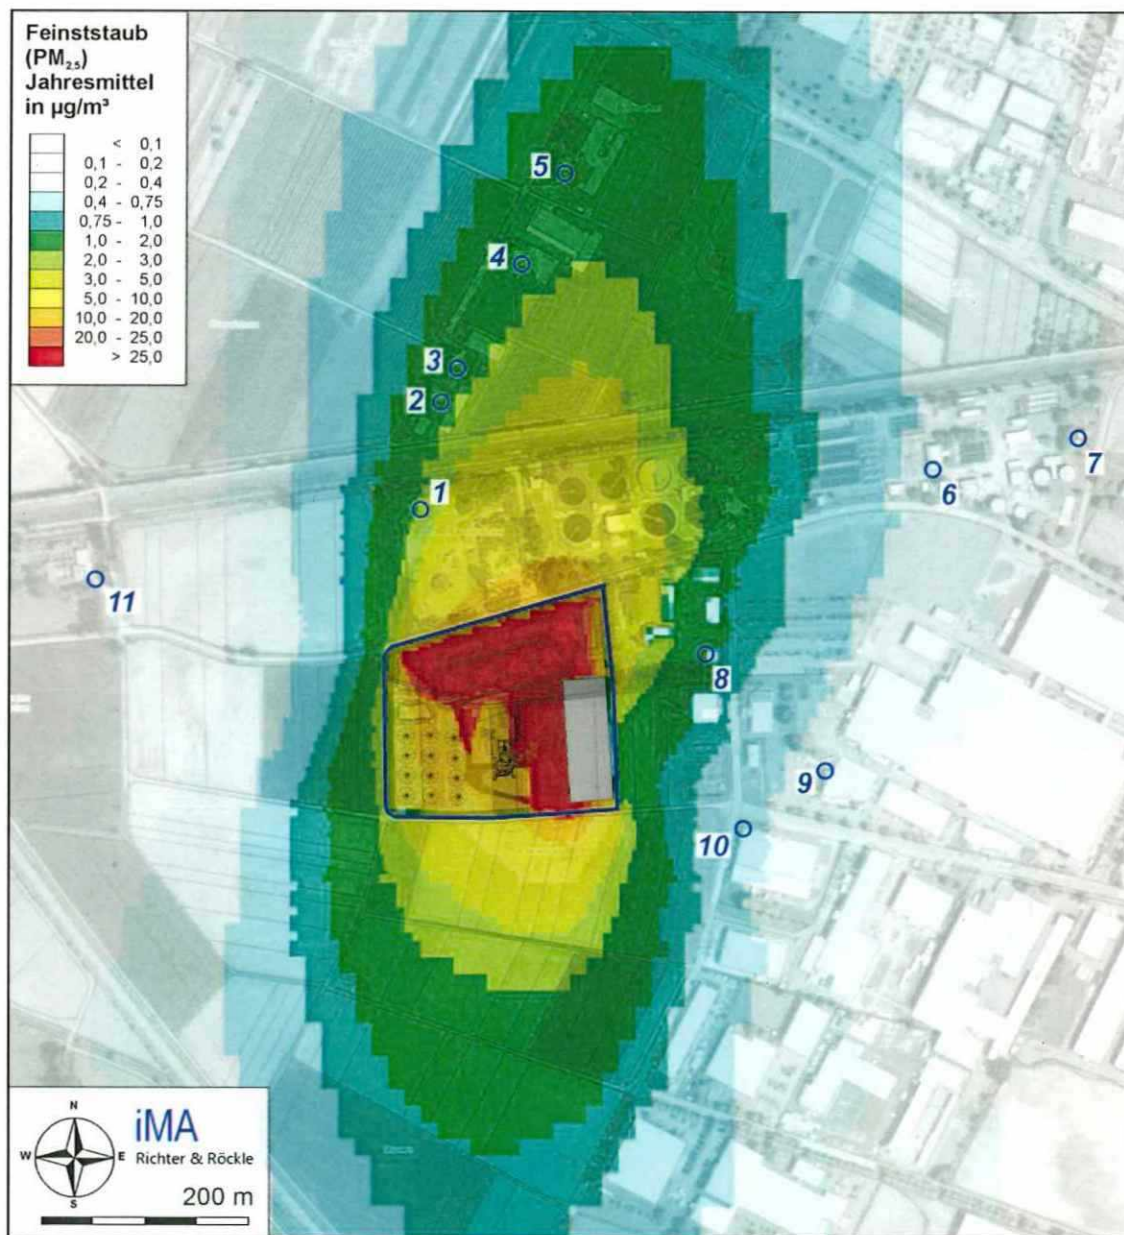 Feinststaub
(PM2,5)
Jahresmittel
in µg/m³
< 0,1
0,1 - 0,2
0,2 - 0,4
0,4 - 0,75
0,75 - 1,0
1,0 - 2,0
2,0 - 3,0
3,0 - 5,0
5,0 - 10,0
10,0 - 20,0
20,0 - 25,0
> 25,0
5
4
3
2
1
7
6
11
8
9
10
N
W E
S
iMA
Richter & Röckle
200 m